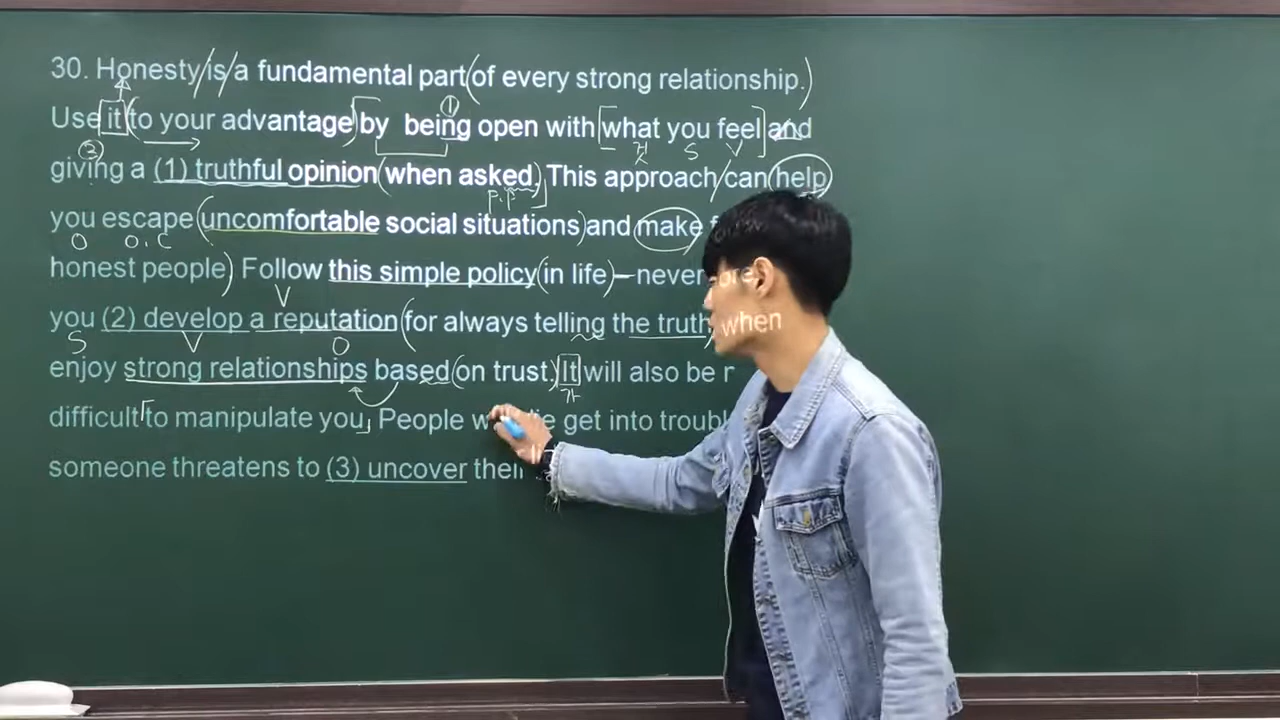 30. Honesty is a fundamental part of every strong relationship.
Use it to your advantage by being open with what you feel and
giving a (1) truthful opinion when asked. This approach can help
you escape uncomfortable social situations and make
honest people) Follow this simple policy in life — never
when
you (2) develop a reputation for always telling the truth
enjoy strong relationships based on trust It will also be
difficult to manipulate you People get into
someone threatens to (3) uncover